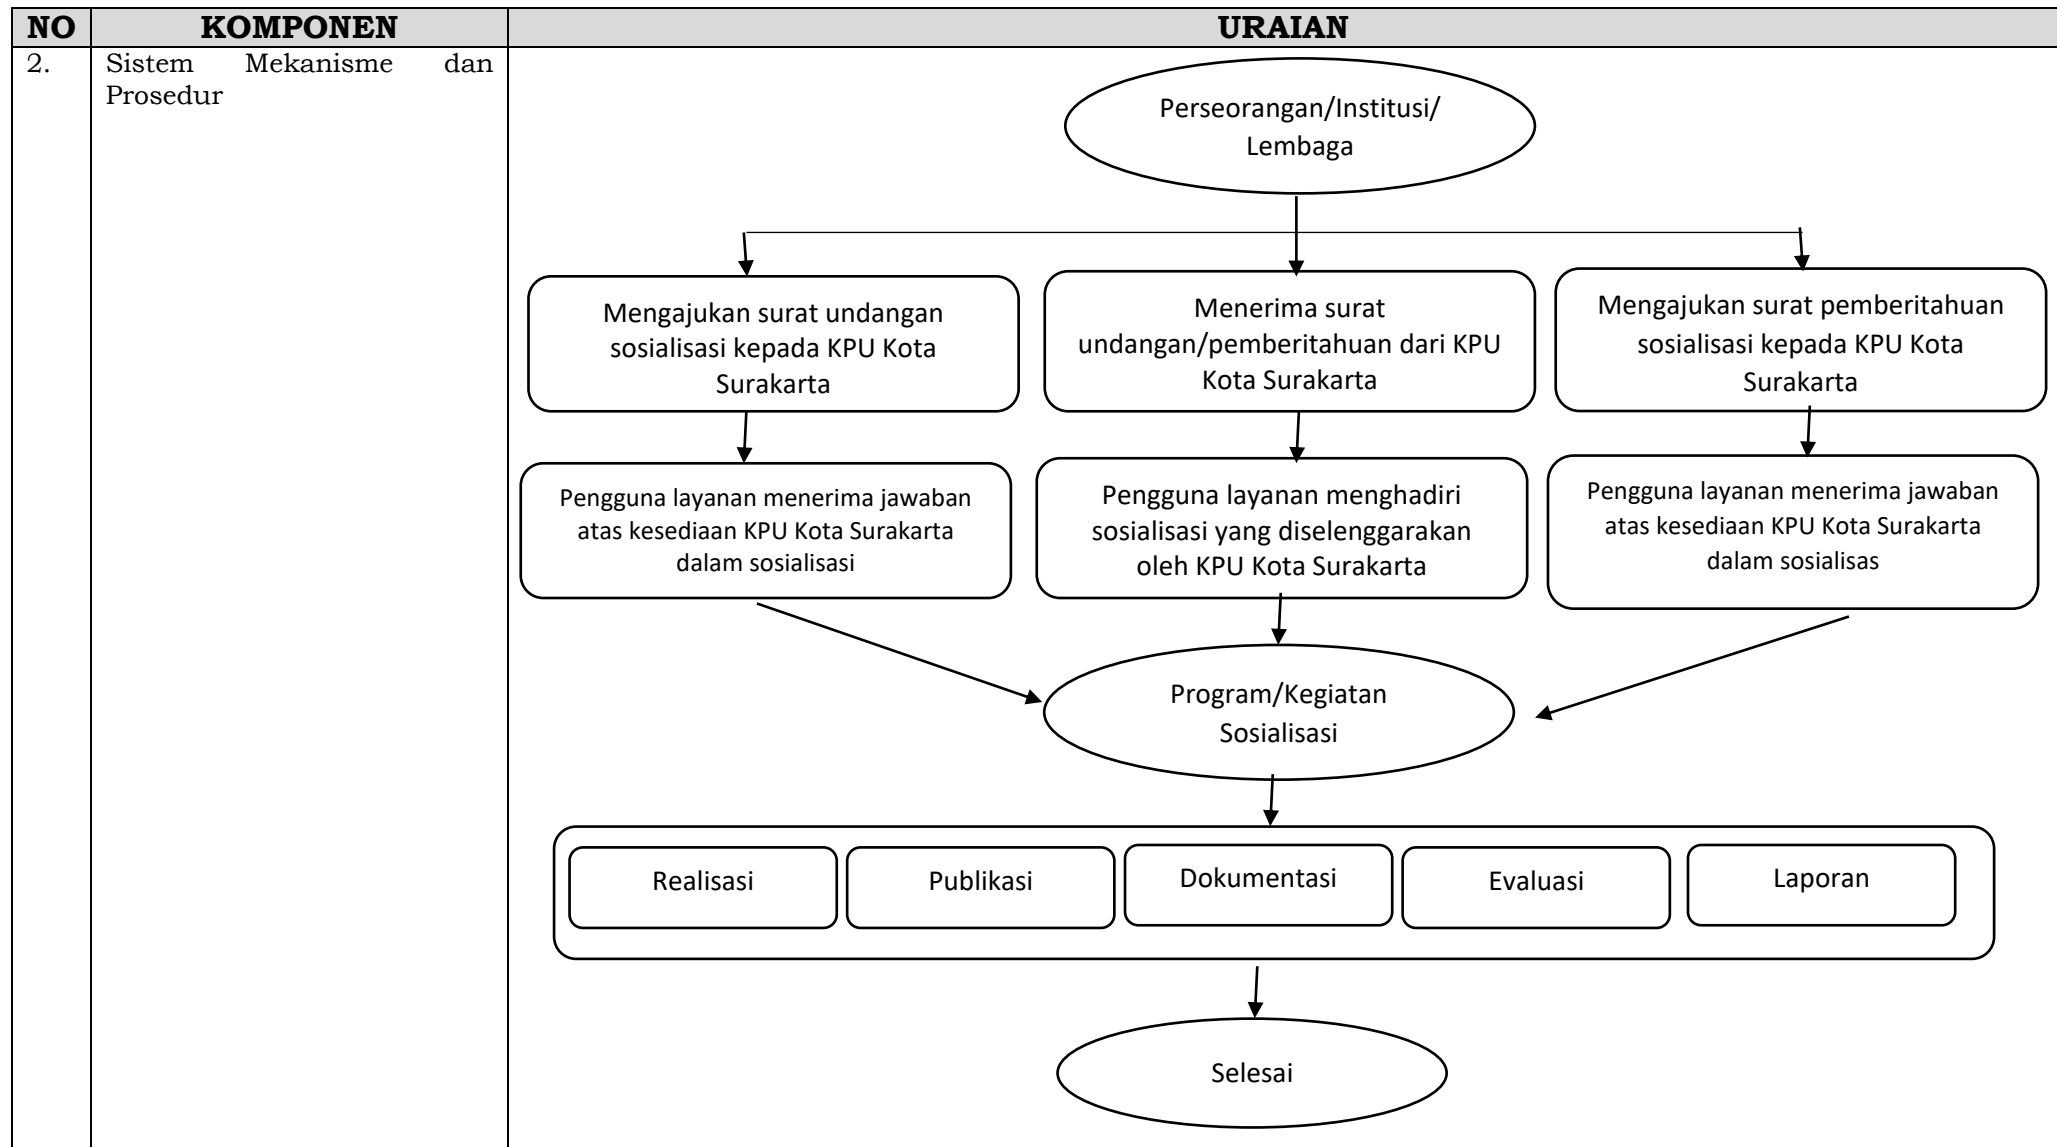 NO KOMPONEN URAIAN
2. Sistem Mekanisme dan
Prosedur
Perseorangan/Institusi/
Lembaga
Mengajukan surat undangan
sosialisasi kepada KPU Kota
Surakarta
Menerima surat
undangan/pemberitahuan dari KPU
Kota Surakarta
Mengajukan surat pemberitahuan
sosialisasi kepada KPU Kota
Surakarta
Pengguna layanan menerima jawaban
atas kesediaan KPU Kota Surakarta
dalam sosialisasi
Pengguna layanan menghadiri
sosialisasi yang diselenggarakan
oleh KPU Kota Surakarta
Pengguna layanan menerima jawaban
atas kesediaan KPU Kota Surakarta
dalam sosialisas
Program/Kegiatan
Sosialisasi
Realisasi
Publikasi
Dokumentasi
Evaluasi
Laporan
Selesai